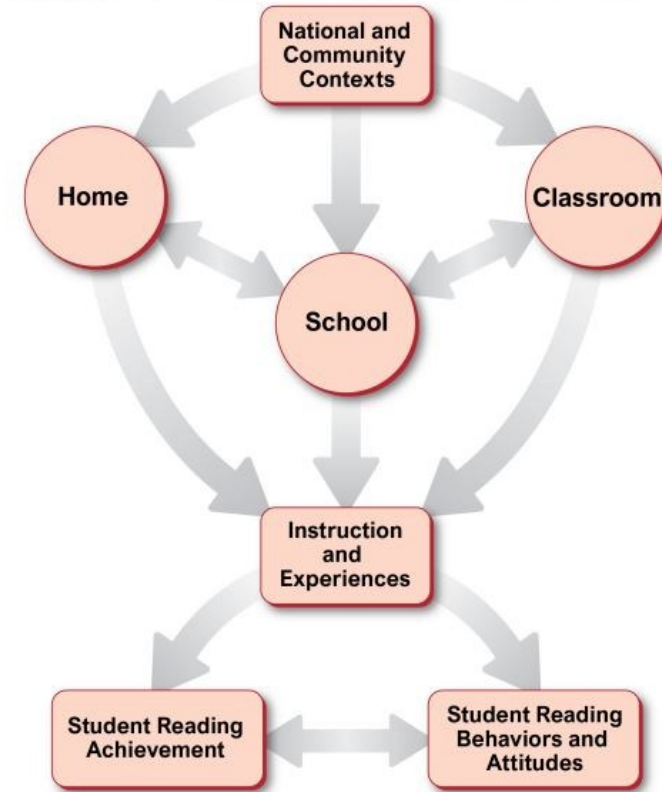 National and
Community
Contexts
Home
Classroom
School
Instruction
and
Experiences
Student Reading
Achievement
Student Reading
Behaviors and
Attitudes